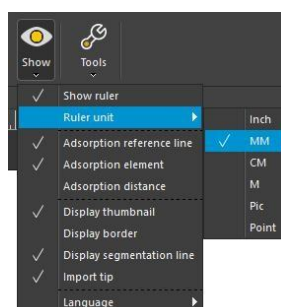 Show
Tools
Show ruler
Ruler unit
Adsorption reference line
Adsorption element
Adsorption distance
Display thumbnail
Display border
Display segmentation line
Import tip
Language
Inch
MM
CM
M
Pic
Point